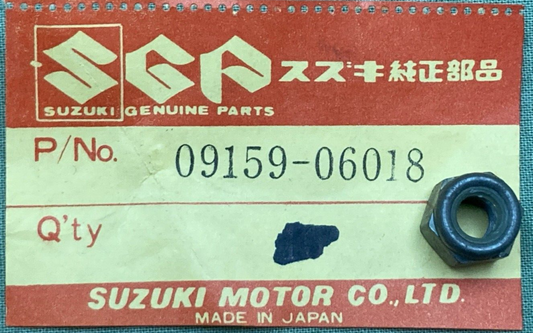 SGP スズキ純正部品
SUZUKI GENUINE PARTS
P/No. 09159-06018
Q'ty
SUZUKI MOTOR CO.,LTD.
MADE IN JAPAN